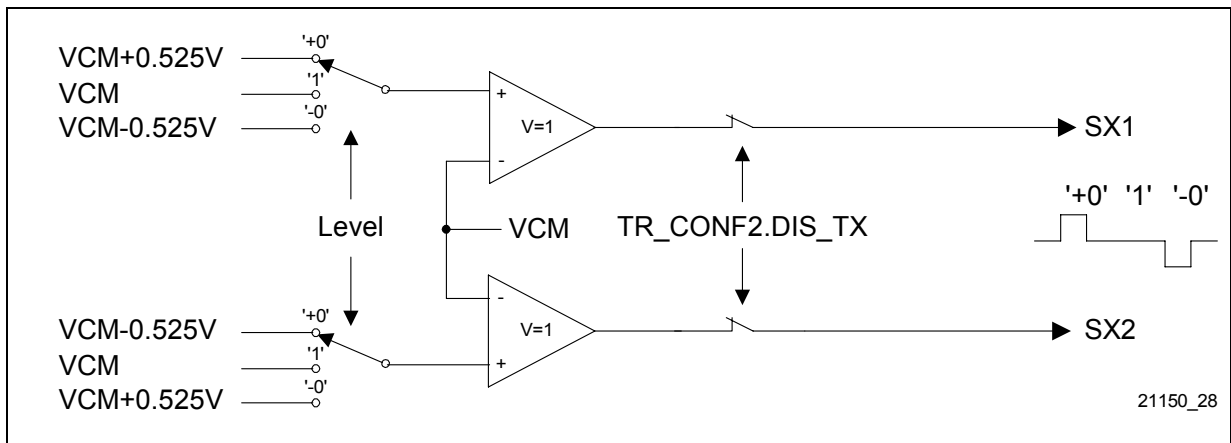 '+0'
VCM+0.525V
'1'
VCM
'-0'
VCM-0.525V
+
V=1
-
SX1
'+0' '1' '-0'
Level
VCM
TR_CONF2.DIS_TX
-
V=1
+
'+0'
VCM-0.525V
'1'
VCM
'-0'
VCM+0.525V
SX2
21150_28